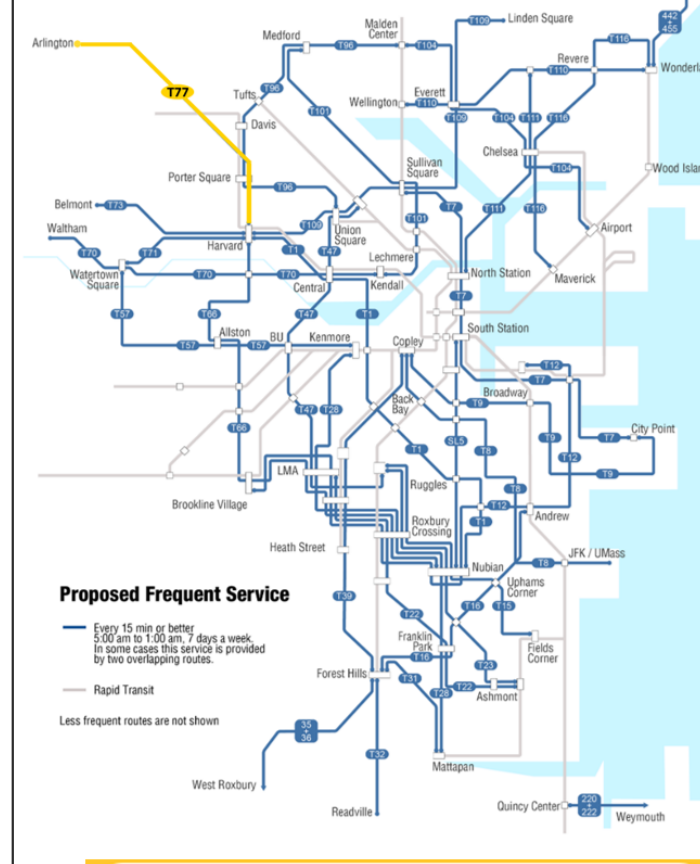 442
+
455
T109
Linden Square
Malden
Center
Medford
Arlington
T96
T104
T116
Revere
T110
Wonderl
T77
T96
Tufts
Everett
Wellington
T110
T101
T109
T104
T111
T116
Davis
Chelsea
Sullivan
Square
T104
Wood Islan
Porter Square
T96
Belmont
T73
T101
T7
T111
T116
Waltham
T109
Union
Square
Airport
Harvard
T1
T47
Lechmere
T70
T71
Watertown
Square
T70
T70
Central
Kendall
North Station
Maverick
T7
T57
T66
T47
T1
Allston
BU
Kenmore
Copley
South Station
T57
T57
T12
T7
Back
Bay
Broadway
T9
T47
T28
T66
T1
SL5
T8
T9
T12
City Point
T7
T9
LMA
Ruggles
T8
T12
Brookline Village
T1
Andrew
Roxbury
Crossing
Heath Street
JFK / UMass
Nubian
T8
Uphams
Corner
Proposed Frequent Service
T39
T16
T15
T22
Every 15 min or better
5:00 am to 1:00 am, 7 days a week.
In some cases this service is provided
by two overlapping routes.
Franklin
Park
Fields
Corner
T16
T23
Forest Hills
T31
T28
T22
Ashmont
Rapid Transit
Less frequent routes are not shown
35
+
36
T32
Mattapan
West Roxbury
Readville
Quincy Center
220
+
222
Weymouth